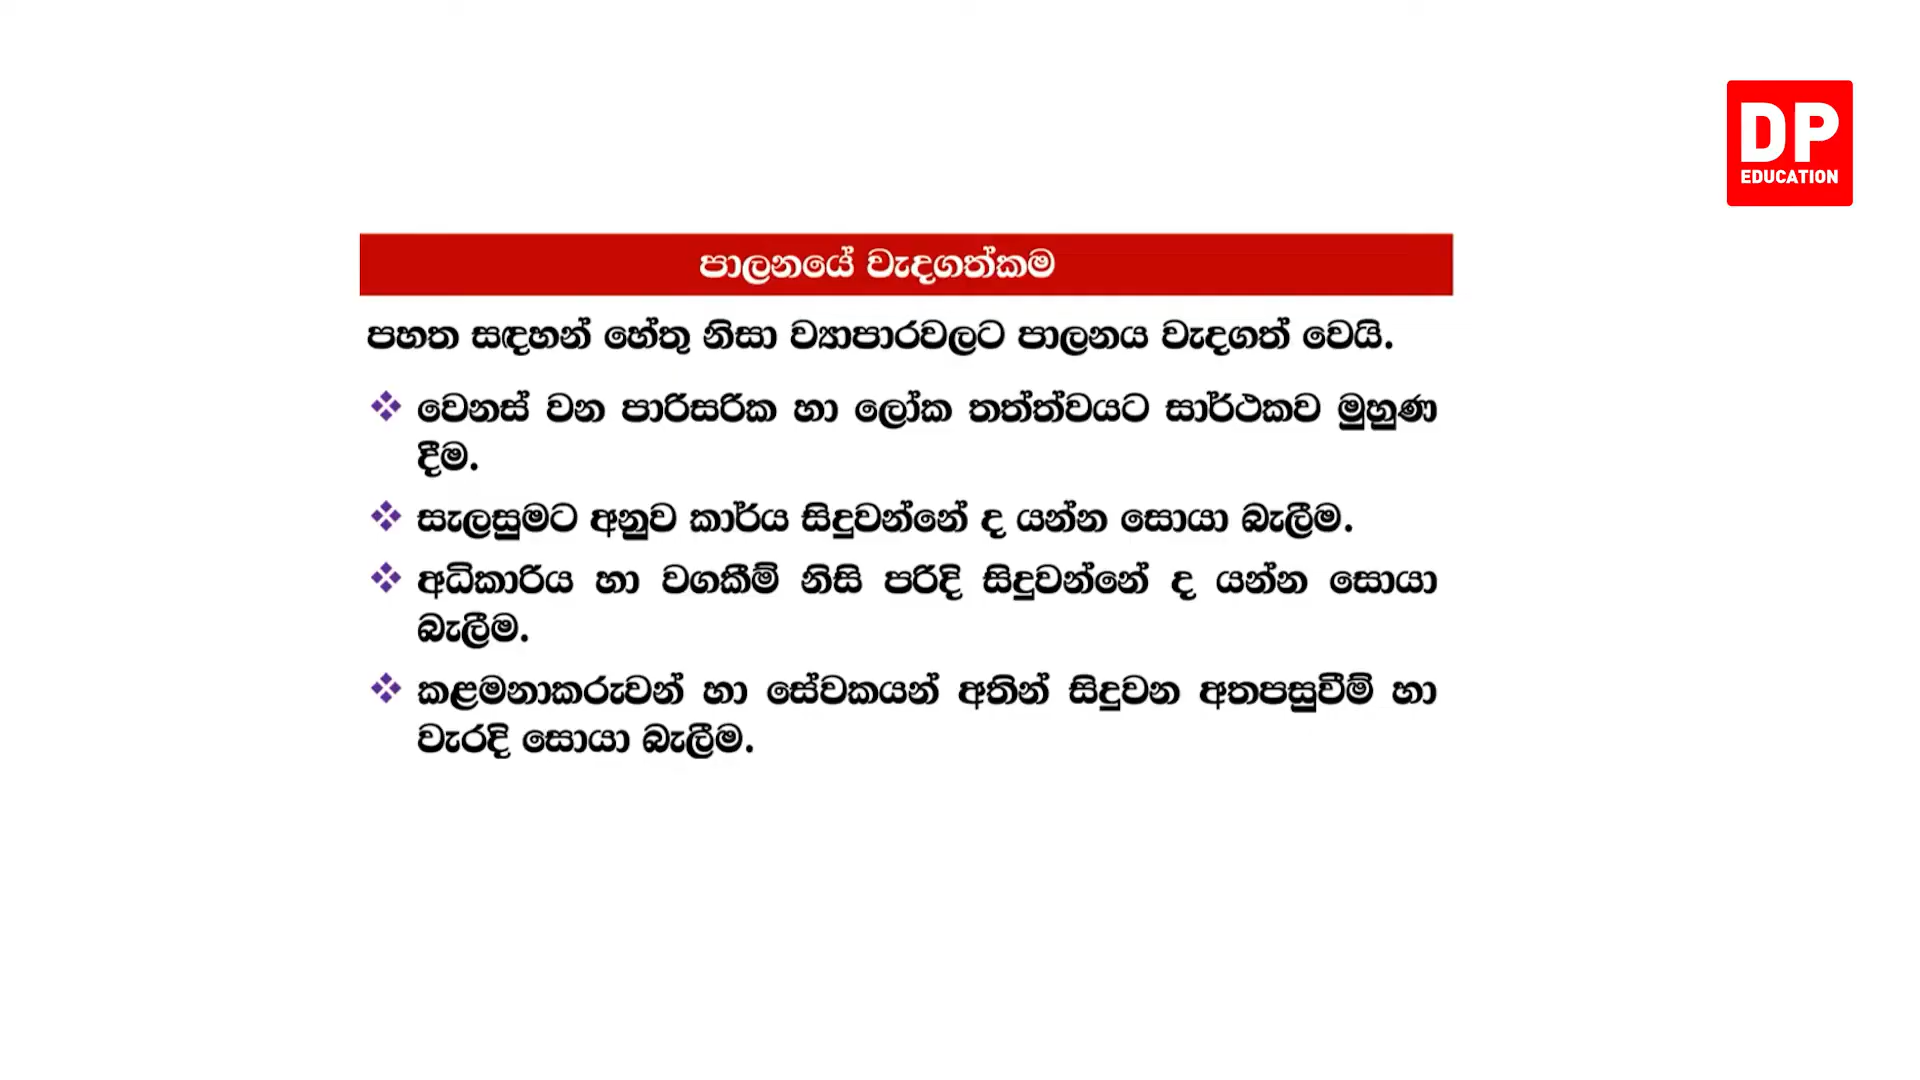 DP
EDUCATION
පාලනයේ වැදගත්කම
පහත සඳහන් හේතු නිසා ව්‍යාපාරවලට පාලනය වැදගත් වෙයි.
❖ වෙනස් වන පාරිසරික හා ලෝක තත්ත්වයට සාර්ථකව මුහුණ
දීම.
❖ සැලසුමට අනුව කාර්ය සිදුවන්නේ ද යන්න සොයා බැලීම.
❖ අධිකාරිය හා වගකීම් නිසි පරිදි සිදුවන්නේ ද යන්න සොයා
බැලීම.
❖ කළමනාකරුවන් හා සේවකයන් අතින් සිදුවන අතපසුවීම් හා
වැරදි සොයා බැලීම.